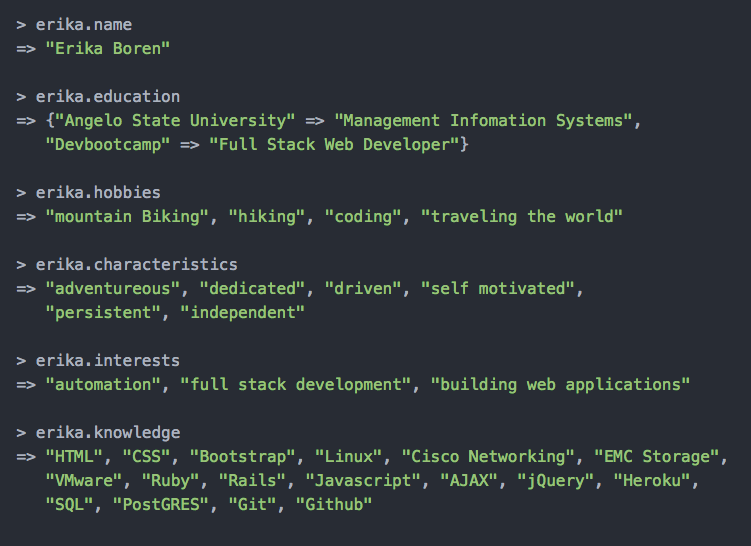 > erika.name
=> "Erika Boren"
> erika.education
=> {"Angelo State University" => "Management Infomation Systems",
"Devbootcamp" => "Full Stack Web Developer"}
> erika.hobbies
=> "mountain Biking", "hiking", "coding", "traveling the world"
> erika.characteristics
=> "adventureous", "dedicated", "driven", "self motivated",
"persistent", "independent"
> erika.interests
=> "automation", "full stack development", "building web applications"
> erika.knowledge
=> "HTML", "CSS", "Bootstrap", "Linux", "Cisco Networking", "EMC Storage",
"VMware", "Ruby", "Rails", "Javascript", "AJAX", "jQuery", "Heroku",
"SQL", "PostGRES", "Git", "Github"